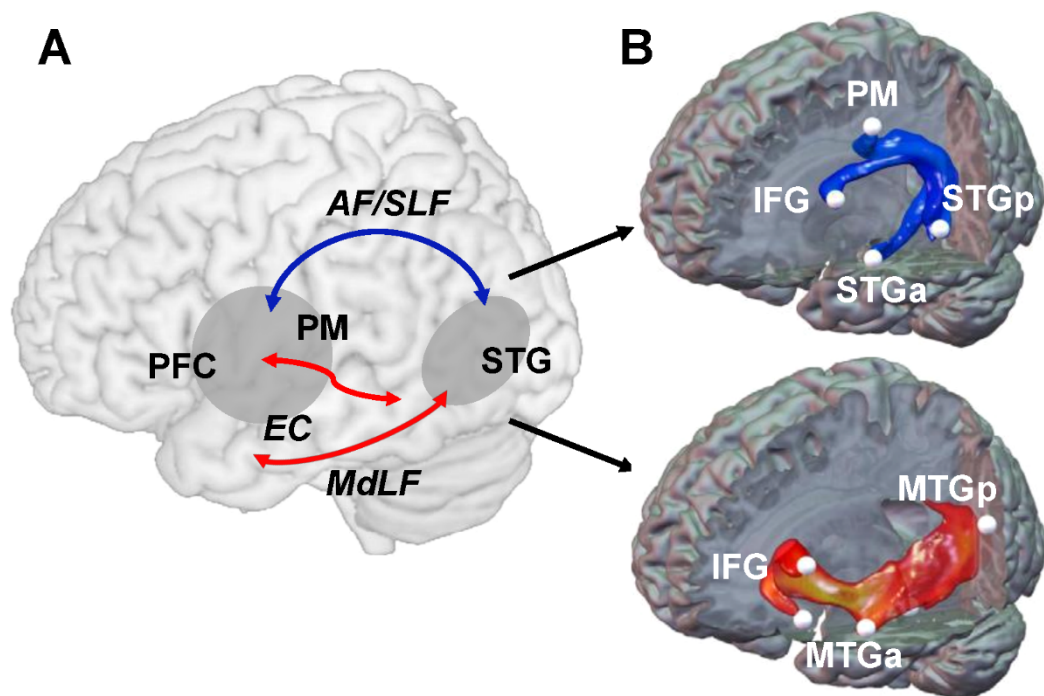 A
AF/SLF
PM
PFC
STG
EC
MdLF
B
PM
IFG
STGp
STGa
MTGp
IFG
MTGa